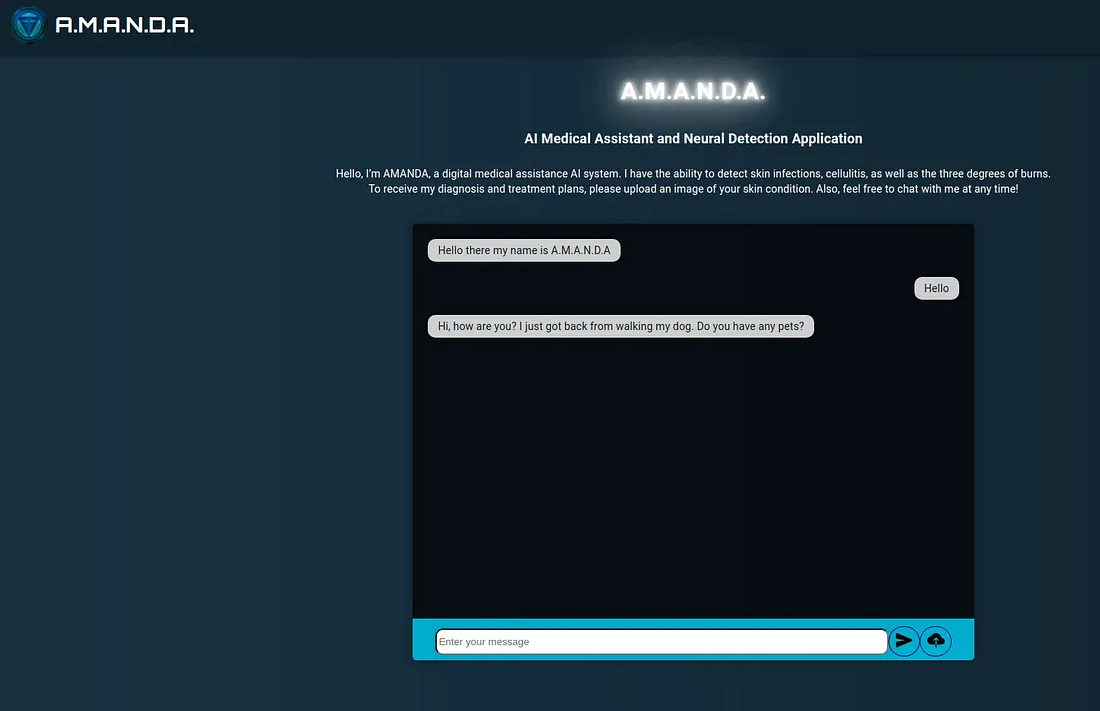 A.M.A.N.D.A.
A.M.A.N.D.A.
AI Medical Assistant and Neural Detection Application
Hello, I’m AMANDA, a digital medical assistance AI system. I have the ability to detect skin infections, cellulitis, as well as the three degrees of burns.
To receive my diagnosis and treatment plans, please upload an image of your skin condition. Also, feel free to chat with me at any time!
Hello there my name is A.M.A.N.D.A
Hello
Hi, how are you? I just got back from walking my dog. Do you have any pets?
Enter your message